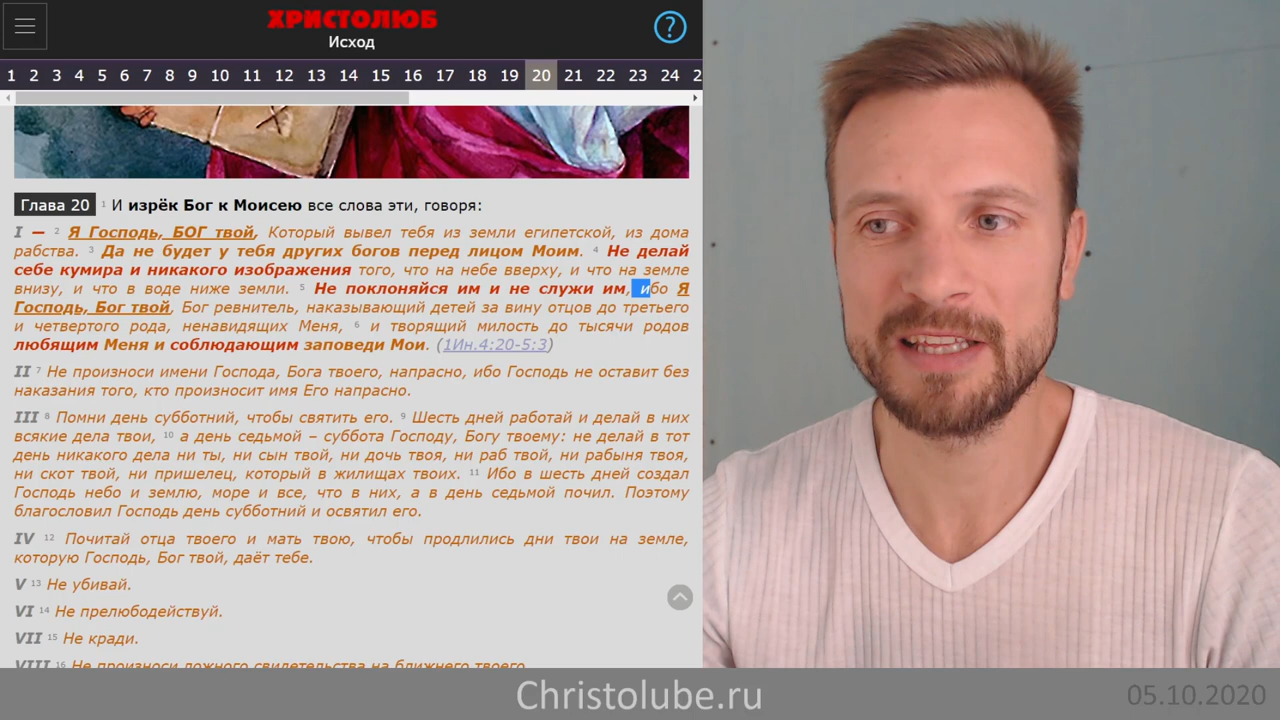 ХРИСТОЛЮБ
Исход
?
1 2 3 4 5 6 7 8 9 10 11 12 13 14 15 16 17 18 19 20 21 22 23 24 2
Глава 20 1 И изрёк Бог к Моисею все слова эти, говоря:
I – 2 Я Господь, БОГ твой, Который вывел тебя из земли египетской, из дома
рабства. 3 Да не будет у тебя других богов перед лицом Моим. 4 Не делай
себе кумира и никакого изображения того, что на небе вверху, и что на земле
внизу, и что в воде ниже земли. 5 Не поклоняйся им и не служи им, ибо Я
Господь, Бог твой, Бог ревнитель, наказывающий детей за вину отцов до третьего
и четвертого рода, ненавидящих Меня, 6 и творящий милость до тысячи родов
любящим Меня и соблюдающим заповеди Мои. (1Ин.4:20-5:3)
II 7 Не произноси имени Господа, Бога твоего, напрасно, ибо Господь не оставит без
наказания того, кто произносит имя Его напрасно.
III 8 Помни день субботний, чтобы святить его. 9 Шесть дней работай и делай в них
всякие дела твои, 10 а день седьмой – суббота Господу, Богу твоему: не делай в тот
день никакого дела ни ты, ни сын твой, ни дочь твоя, ни раб твой, ни рабыня твоя,
ни скот твой, ни пришелец, который в жилищах твоих. 11 Ибо в шесть дней создал
Господь небо и землю, море и все, что в них, а в день седьмой почил. Поэтому
благословил Господь день субботний и освятил его.
IV 12 Почитай отца твоего и мать твою, чтобы продлились дни твои на земле,
которую Господь, Бог твой, даёт тебе.
V 13 Не убивай.
VI 14 Не прелюбодействуй.
VII 15 Не кради.
VIII 16 Не произноси ложного свидетельства на ближнего твоего.
Christolube.ru
05.10.2020